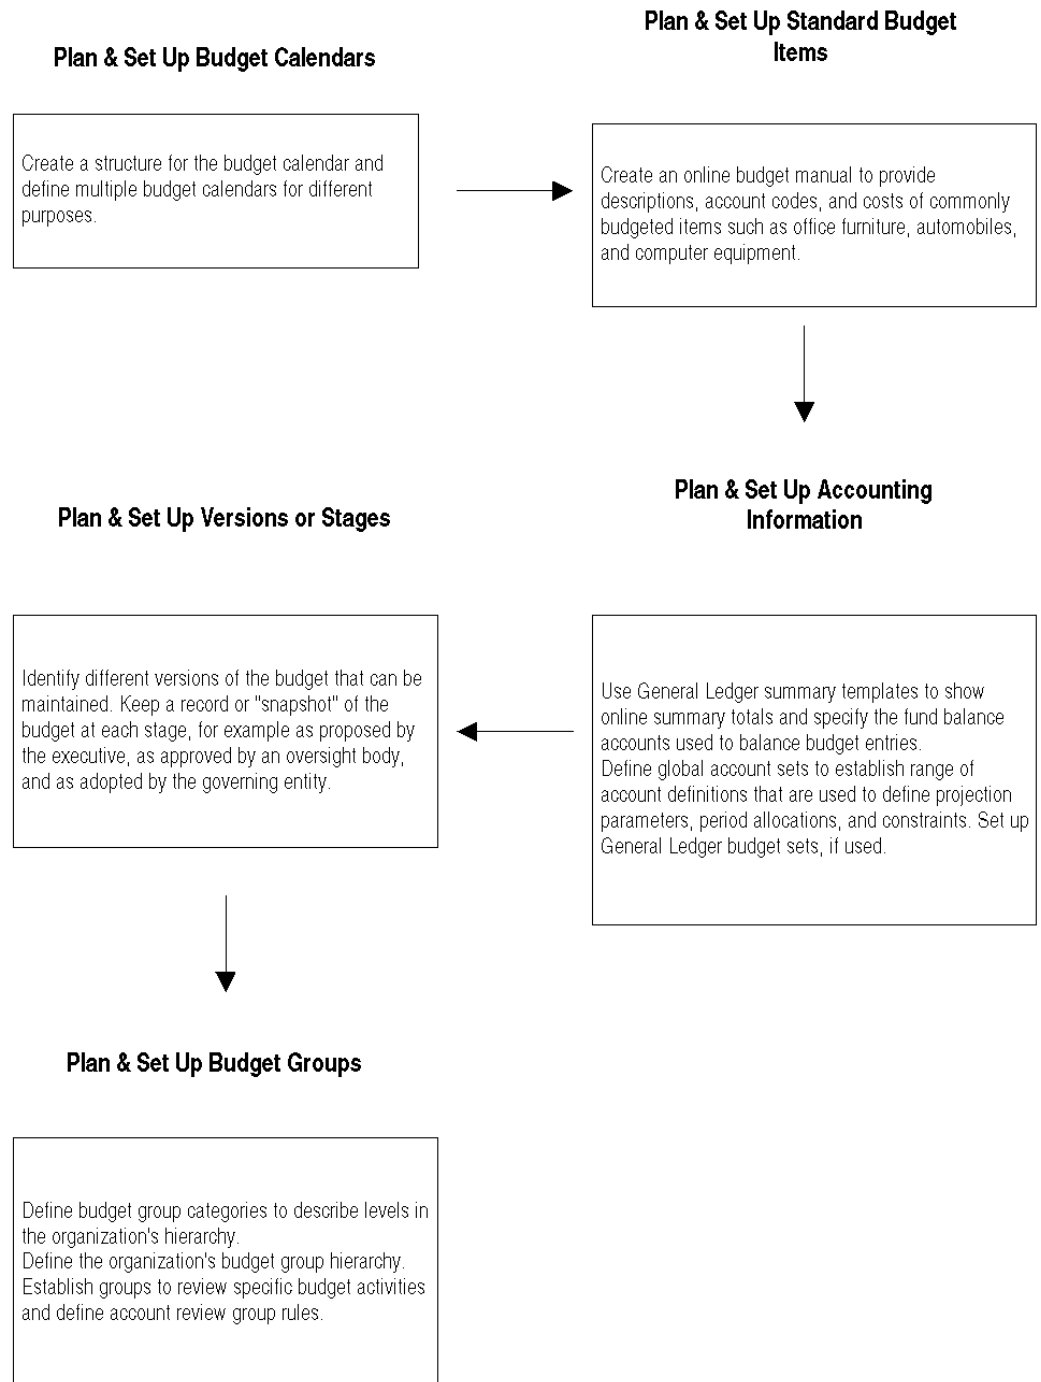 Plan & Set Up Budget Calendars
Create a structure for the budget calendar and
define multiple budget calendars for different
purposes.
Plan & Set Up Standard Budget
Items
Create an online budget manual to provide
descriptions, account codes, and costs of commonly
budgeted items such as office furniture, automobiles,
and computer equipment.
Plan & Set Up Accounting
Information
Use General Ledger summary templates to show
online summary totals and specify the fund balance
accounts used to balance budget entries.
Define global account sets to establish range of
account definitions that are used to define projection
parameters, period allocations, and constraints. Set up
General Ledger budget sets, if used.
Plan & Set Up Versions or Stages
Identify different versions of the budget that can be
maintained. Keep a record or "snapshot" of the
budget at each stage, for example as proposed by
the executive, as approved by an oversight body,
and as adopted by the governing entity.
Plan & Set Up Budget Groups
Define budget group categories to describe levels in
the organization's hierarchy.
Define the organization's budget group hierarchy.
Establish groups to review specific budget activities
and define account review group rules.